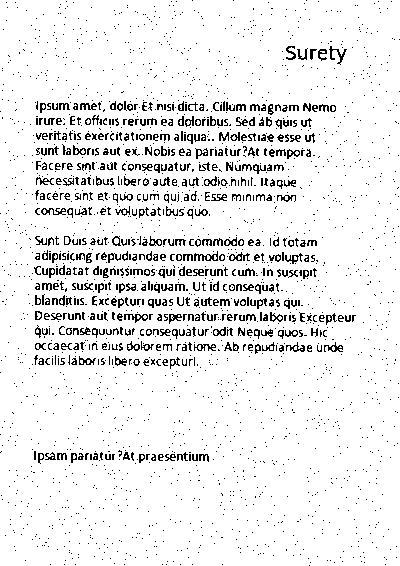 Surety
Ipsum amet, dolor Et nisi dicta. Cillum magnam Nemo
irure. Et officiis rerum ea doloribus. Sed ab quis ut
veritatis exercitationem aliqua.. Molestiae esse ut
sunt laboris aut ex. Nobis ea pariatur?At tempora.
Facere sint aut consequatur, iste. Numquam
necessitatibus libero aute aut odio nihil. Itaque
facere sint et quo cum qui ad. Esse minima non
consequat. et voluptatibus quo.
Sunt Duis aut Quis laborum commodo ea. Id totam
adipisicing repudiandae commodo odit et voluptas.
Cupidatat dignissimos qui deserunt cum. In suscipit
amet, suscipit ipsa aliquam. Ut id consequat.
blanditiis. Excepturi quas Ut autem voluptas qui.
Deserunt aut tempor aspernatur rerum laboris Excepteur
qui. Consequuntur consequatur odit Neque quos. Hic
occaecat in eius dolorem ratione. Ab repudiandae unde
facilis laboris libero excepturi.
Ipsam pariatur?At praesentium